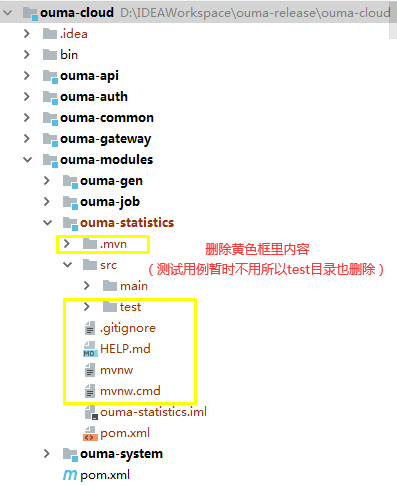 ouma-cloud D:\IDEAWorkspace\ouma-release\ouma-cloud
.idea
bin
ouma-api
ouma-auth
ouma-common
ouma-gateway
ouma-modules
ouma-gen
ouma-job
ouma-statistics
.mvn
删除黄色框里内容
src
（测试用例暂时不用所以test目录也删除）
main
test
.gitignore
MD HELP.md
mvnw
mvnw.cmd
ouma-statistics.iml
pom.xml
ouma-system
m pom.xml